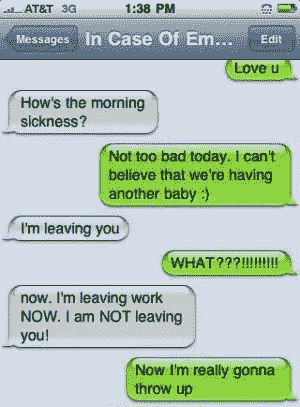 AT&T 3G 1:38 PM
Messages In Case Of Em... Edit
Love u
How's the morning
sickness?
Not too bad today. I can't
believe that we're having
another baby :)
I'm leaving you
WHAT???!!!!!!!!!
now. I'm leaving work
NOW. I am NOT leaving
you!
Now I'm really gonna
throw up